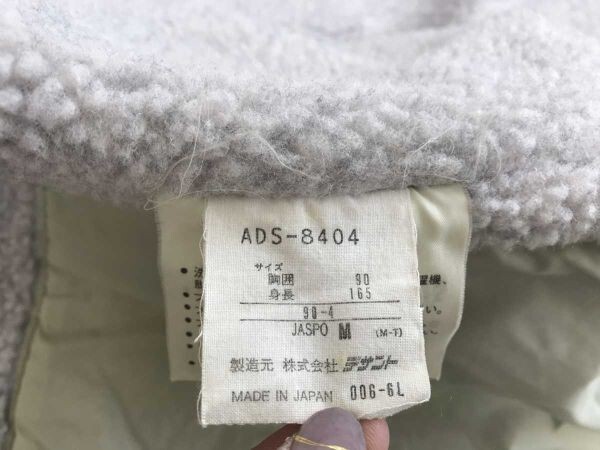 ADS-8404
サイズ
胸囲 90
身長 165
90-4
JASPO M (M-T)
製造元 株式会社 デサント
MADE IN JAPAN 006-6L